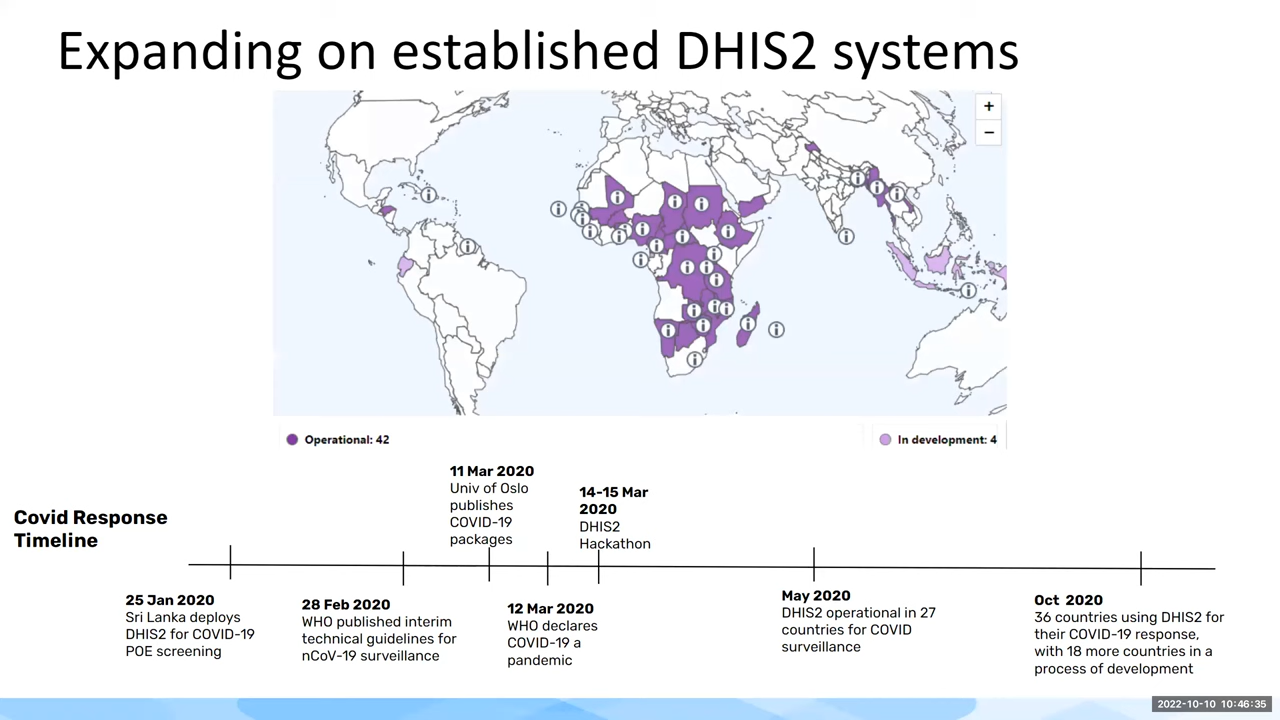 Expanding on established DHIS2 systems
+
−
Operational: 42
In development: 4
Covid Response
Timeline
25 Jan 2020
Sri Lanka deploys
DHIS2 for COVID-19
POE screening
28 Feb 2020
WHO published interim
technical guidelines for
nCoV-19 surveillance
11 Mar 2020
Univ of Oslo
publishes
COVID-19
packages
12 Mar 2020
WHO declares
COVID-19 a
pandemic
14-15 Mar
2020
DHIS2
Hackathon
May 2020
DHIS2 operational in 27
countries for COVID
surveillance
Oct 2020
36 countries using DHIS2 for
their COVID-19 response,
with 18 more countries in a
process of development
2022-10-10 10:46:35